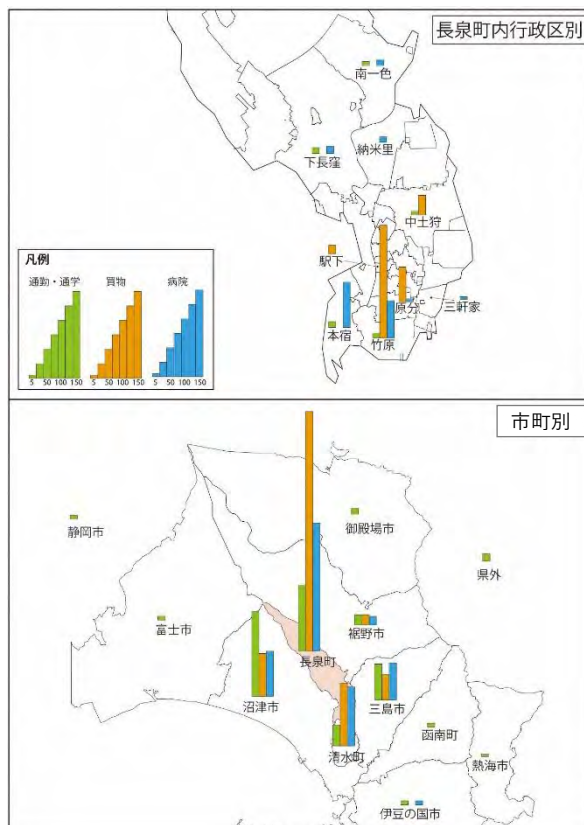 長泉町内行政区別
南一色
納米里
下長窪
中土狩
駅下
原分
三軒家
本宿
竹原
凡例
通勤・通学 買物 病院
5 50 100 150 5 50 100 150 5 50 100 150
市町別
静岡市
御殿場市
県外
富士市
裾野市
長泉町
沼津市
三島市
清水町
函南町
熱海市
伊豆の国市